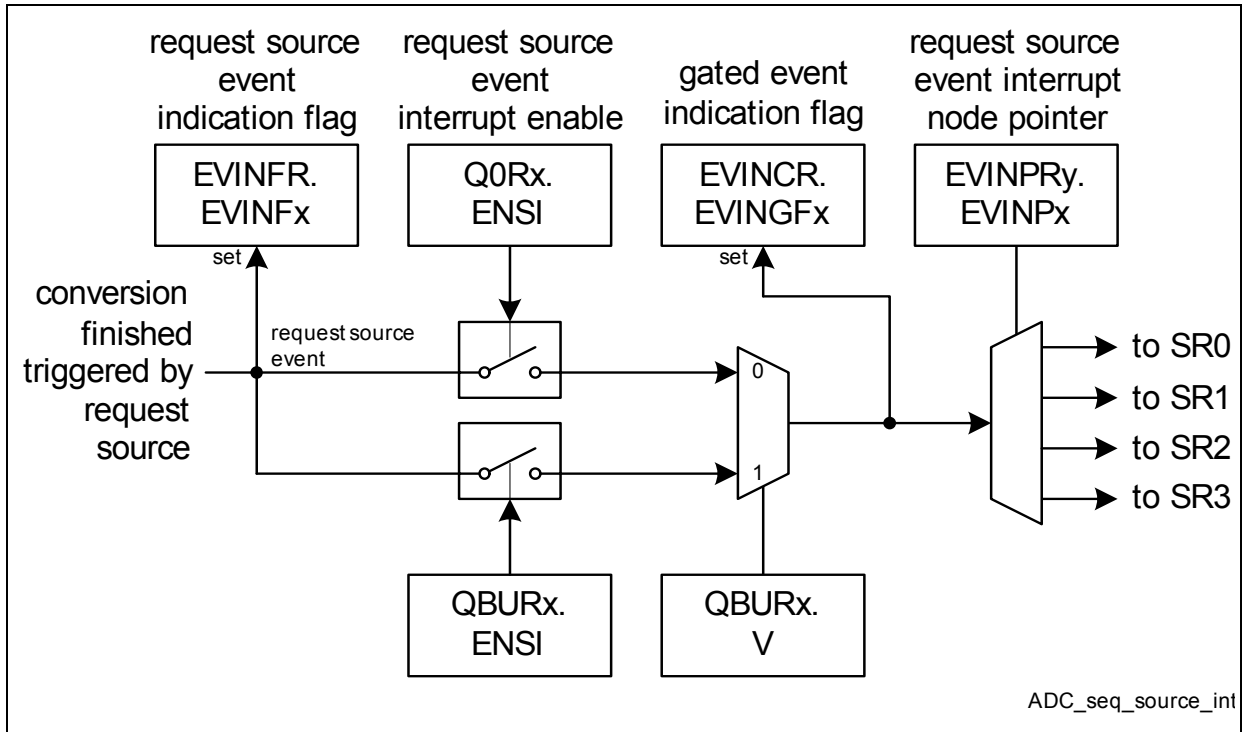 request source
event
indication flag
request source
event
interrupt enable
gated event
indication flag
request source
event interrupt
node pointer
EVINFR.
EVINFx
Q0Rx.
ENSI
EVINCR.
EVINGFx
EVINPRy.
EVINPx
set
set
conversion
finished
triggered by
request
source
request source
event
0
1
to SR0
to SR1
to SR2
to SR3
QBURx.
ENSI
QBURx.
V
ADC_seq_source_int